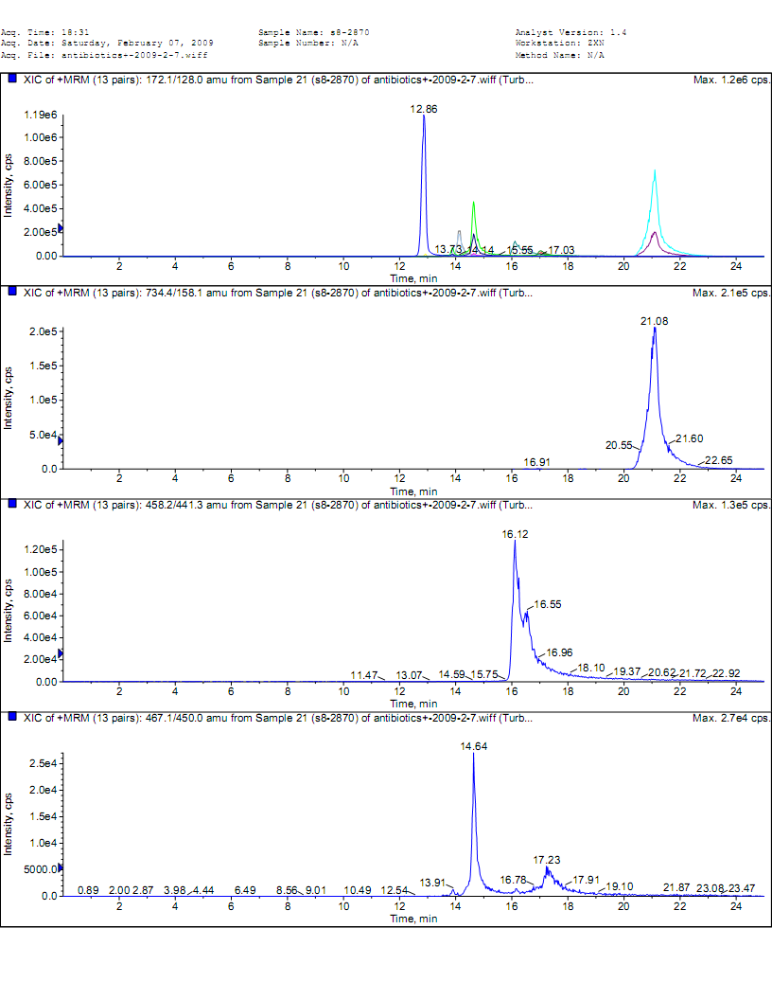 Acq. Time: 18:31 Sample Name: s8-2870 Analyst Version: 1.4
Acq. Date: Saturday, February 07, 2009 Sample Number: N/A Workstation: ZXN
Acq. File: antibiotics+-2009-2-7.wiff Method Name: N/A
XIC of +MRM (13 pairs): 172.1/128.0 amu from Sample 21 (s8-2870) of antibiotics+-2009-2-7.wiff (Turb... Max. 1.2e6 cps.
12.86
1.19e6
1.00e6
8.00e5
6.00e5
4.00e5
2.00e5
0.00
Intensity, cps
13.73 15.55 17.03
2 4 6 8 10 12 14 16 18 20 22 24
Time, min
XIC of +MRM (13 pairs): 734.4/158.1 amu from Sample 21 (s8-2870) of antibiotics+-2009-2-7.wiff (Turb... Max. 2.1e5 cps.
21.08
2.0e5
1.5e5
1.0e5
5.0e4
0.0
Intensity, cps
20.55 21.60
16.91 22.65
2 4 6 8 10 12 14 16 18 20 22 24
Time, min
XIC of +MRM (13 pairs): 458.2/441.3 amu from Sample 21 (s8-2870) of antibiotics+-2009-2-7.wiff (Turb... Max. 1.3e5 cps.
16.12
1.20e5
1.00e5
8.00e4
6.00e4
4.00e4
2.00e4
0.00
Intensity, cps
16.55
16.96
11.47 13.07 14.59 15.75 18.10 19.37 20.62 21.72 22.92
2 4 6 8 10 12 14 16 18 20 22 24
Time, min
XIC of +MRM (13 pairs): 467.1/450.0 amu from Sample 21 (s8-2870) of antibiotics+-2009-2-7.wiff (Turb... Max. 2.7e4 cps.
14.64
2.5e4
2.0e4
1.5e4
1.0e4
5000.0
0.0
Intensity, cps
17.23
13.91 16.78 17.91
0.89 2.00 2.87 3.98 4.44 6.49 8.56 9.01 10.49 12.54 19.10 21.87 23.08 23.47
2 4 6 8 10 12 14 16 18 20 22 24
Time, min